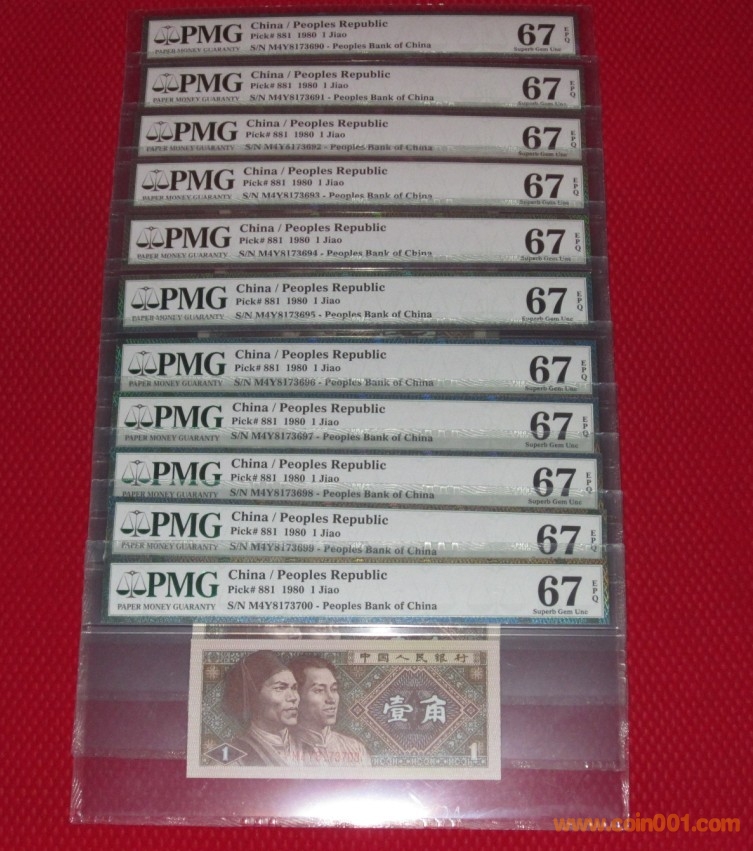 PMG
PAPER MONEY GUARANTY
China / Peoples Republic
Pick# 881 1980 1 Jiao
S/N M4Y8173690 - Peoples Bank of China
67 EPQ
Superb Gem Unc
PMG
PAPER MONEY GUARANTY
China / Peoples Republic
Pick# 881 1980 1 Jiao
S/N M4Y8173691 - Peoples Bank of China
67 EPQ
Superb Gem Unc
PMG
PAPER MONEY GUARANTY
China / Peoples Republic
Pick# 881 1980 1 Jiao
S/N M4Y8173692 - Peoples Bank of China
67 EPQ
Superb Gem Unc
PMG
PAPER MONEY GUARANTY
China / Peoples Republic
Pick# 881 1980 1 Jiao
S/N M4Y8173693 - Peoples Bank of China
67 EPQ
Superb Gem Unc
PMG
PAPER MONEY GUARANTY
China / Peoples Republic
Pick# 881 1980 1 Jiao
S/N M4Y8173694 - Peoples Bank of China
67 EPQ
Superb Gem Unc
PMG
PAPER MONEY GUARANTY
China / Peoples Republic
Pick# 881 1980 1 Jiao
S/N M4Y8173695 - Peoples Bank of China
67 EPQ
Superb Gem Unc
PMG
PAPER MONEY GUARANTY
China / Peoples Republic
Pick# 881 1980 1 Jiao
S/N M4Y8173696 - Peoples Bank of China
67 EPQ
Superb Gem Unc
PMG
PAPER MONEY GUARANTY
China / Peoples Republic
Pick# 881 1980 1 Jiao
S/N M4Y8173697 - Peoples Bank of China
67 EPQ
Superb Gem Unc
PMG
PAPER MONEY GUARANTY
China / Peoples Republic
Pick# 881 1980 1 Jiao
S/N M4Y8173698 - Peoples Bank of China
67 EPQ
Superb Gem Unc
PMG
PAPER MONEY GUARANTY
China / Peoples Republic
Pick# 881 1980 1 Jiao
S/N M4Y8173699 - Peoples Bank of China
67 EPQ
PMG
PAPER MONEY GUARANTY
China / Peoples Republic
Pick# 881 1980 1 Jiao
S/N M4Y8173700 - Peoples Bank of China
67 EPQ
Superb Gem Unc
中国人民银行
壹角
1
M4Y8173700
1
www.coin001.com